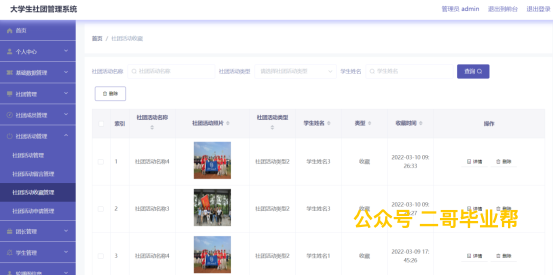 大学生社团管理系统
管理员 admin
退出到前台
退出登录
首页
个人中心
基础数据管理
社团管理
社团成员管理
社团活动管理
社团活动管理
社团活动留言管理
社团活动收藏管理
社团活动申请管理
团长管理
学生管理
首页 / 社团活动收藏
社团活动名称 社团活动名称 社团活动类型 请选择社团活动类型 学生姓名 学生姓名 查询
删除
索引 社团活动名称 社团活动照片 社团活动类型 学生姓名 类型 收藏时间 操作
1 社团活动名称4 社团活动类型2 学生姓名3 收藏 2022-03-10 09:26:33 详情 删除
2 社团活动名称3 社团活动类型2 学生姓名3 收藏 2022-03-10 09: 详情 删除
公众号 二哥毕业帮
3 社团活动名称4 社团活动类型2 学生姓名1 收藏 2022-03-09 17:45:26 详情 删除